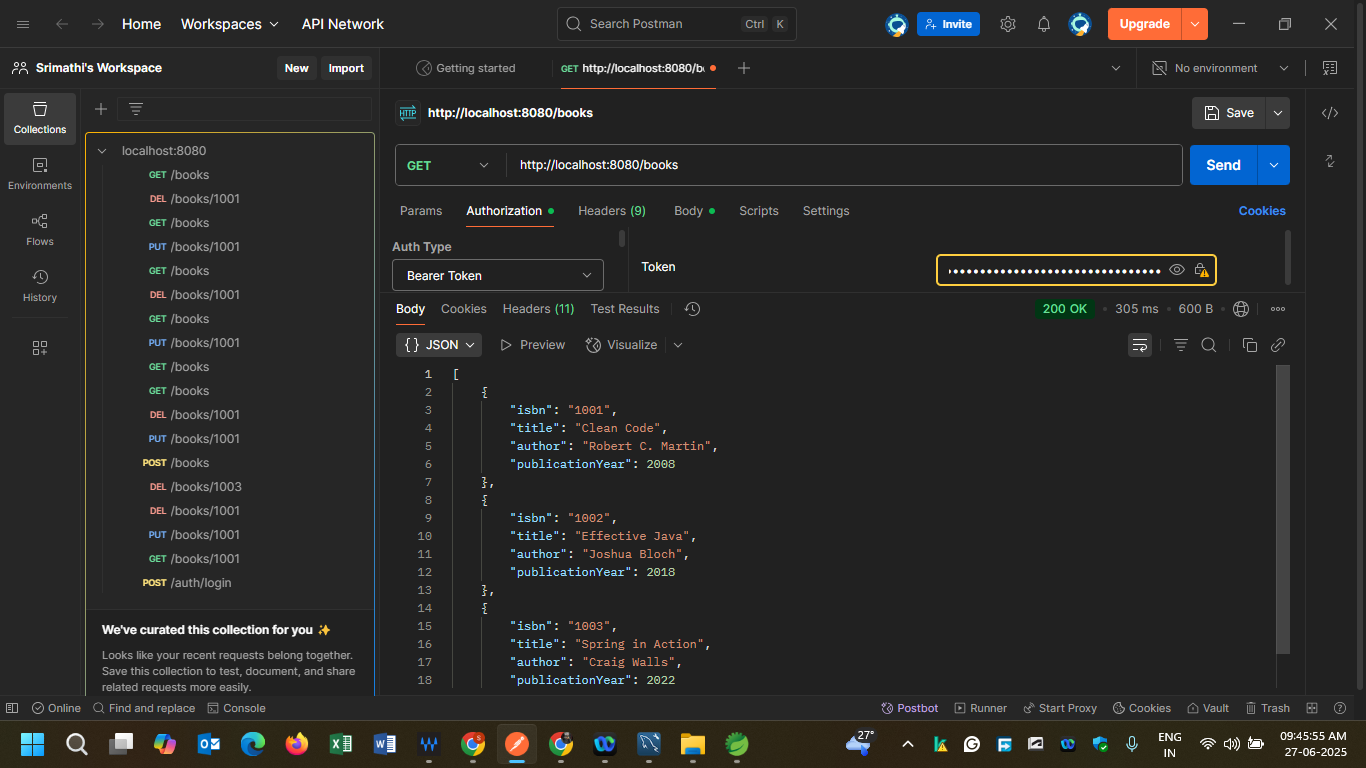 Home Workspaces API Network
Search Postman Ctrl K
Invite
Upgrade
Srimathi's Workspace
New Import
Getting started
GET http://localhost:8080/b
No environment
Collections
Environments
Flows
History
localhost:8080
GET /books
DEL /books/1001
GET /books
PUT /books/1001
GET /books
DEL /books/1001
GET /books
PUT /books/1001
GET /books
GET /books
DEL /books/1001
PUT /books/1001
POST /books
DEL /books/1003
DEL /books/1001
PUT /books/1001
GET /books/1001
POST /auth/login
We've curated this collection for you ✨
Looks like your recent requests belong together.
Save this collection to test, document, and share
related requests more easily.
HTTP http://localhost:8080/books
Save
GET http://localhost:8080/books
Send
Params Authorization Headers (9) Body Scripts Settings
Cookies
Auth Type
Bearer Token
Token
Body Cookies Headers (11) Test Results
200 OK • 305 ms • 600 B
{} JSON Preview Visualize
1 [
2 {
3 "isbn": "1001",
4 "title": "Clean Code",
5 "author": "Robert C. Martin",
6 "publicationYear": 2008
7 },
8 {
9 "isbn": "1002",
10 "title": "Effective Java",
11 "author": "Joshua Bloch",
12 "publicationYear": 2018
13 },
14 {
15 "isbn": "1003",
16 "title": "Spring in Action",
17 "author": "Craig Walls",
18 "publicationYear": 2022
Online Find and replace Console
Postbot Runner Start Proxy Cookies Vault Trash
27°
ENG
IN
09:45:55 AM
27-06-2025